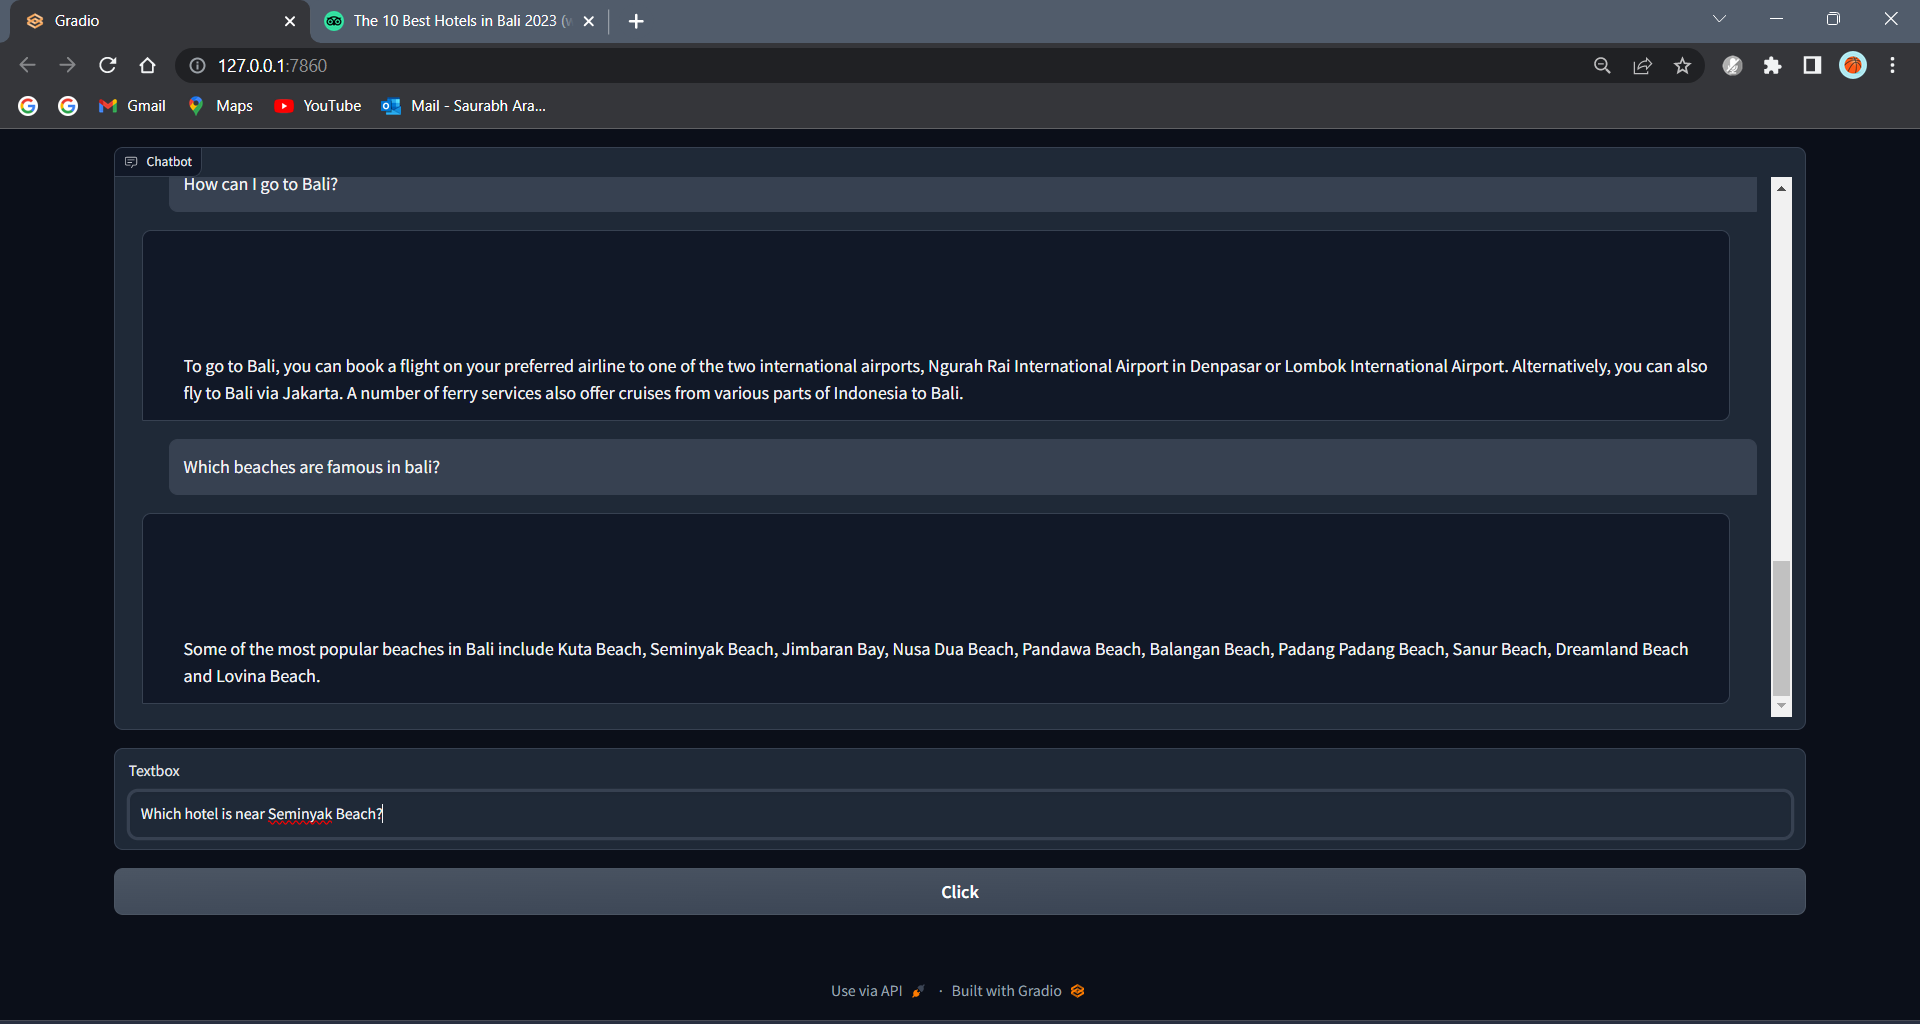 Gradio
The 10 Best Hotels in Bali 2023 (w
127.0.0.1:7860
Gmail
Maps
YouTube
Mail - Saurabh Ara...
Chatbot
How can I go to Bali?
To go to Bali, you can book a flight on your preferred airline to one of the two international airports, Ngurah Rai International Airport in Denpasar or Lombok International Airport. Alternatively, you can also
fly to Bali via Jakarta. A number of ferry services also offer cruises from various parts of Indonesia to Bali.
Which beaches are famous in bali?
Some of the most popular beaches in Bali include Kuta Beach, Seminyak Beach, Jimbaran Bay, Nusa Dua Beach, Pandawa Beach, Balangan Beach, Padang Padang Beach, Sanur Beach, Dreamland Beach
and Lovina Beach.
Textbox
Which hotel is near Seminyak Beach?
Click
Use via API · Built with Gradio